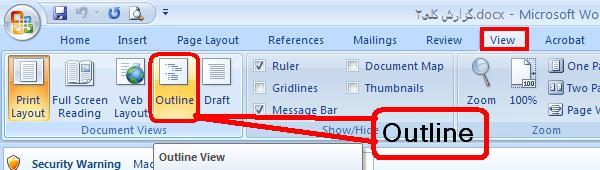 گزارش کلی۲.docx - Microsoft Wo
Home Insert Page Layout References Mailings Review View Acrobat
Print Layout
Full Screen Reading
Web Layout
Outline
Draft
Document Views
Ruler
Gridlines
Message Bar
Document Map
Thumbnails
Show/Hide
Zoom
100%
One Pa
Two Pa
Page V
Zoom
Outline
Security Warning Mac
Outline View